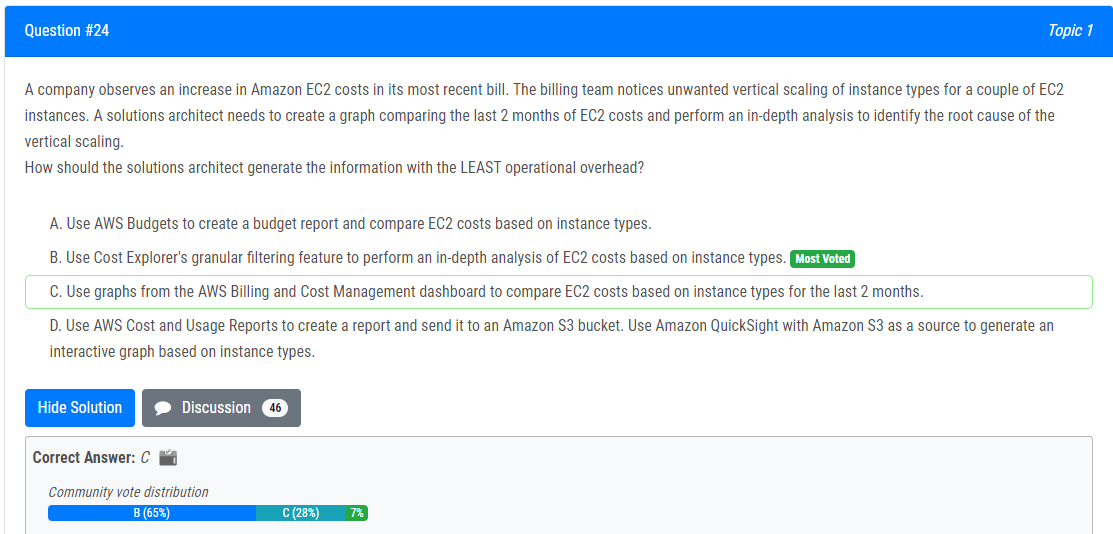 Question #24
Topic 1
A company observes an increase in Amazon EC2 costs in its most recent bill. The billing team notices unwanted vertical scaling of instance types for a couple of EC2
instances. A solutions architect needs to create a graph comparing the last 2 months of EC2 costs and perform an in-depth analysis to identify the root cause of the
vertical scaling.
How should the solutions architect generate the information with the LEAST operational overhead?
A. Use AWS Budgets to create a budget report and compare EC2 costs based on instance types.
B. Use Cost Explorer's granular filtering feature to perform an in-depth analysis of EC2 costs based on instance types. Most Voted
C. Use graphs from the AWS Billing and Cost Management dashboard to compare EC2 costs based on instance types for the last 2 months.
D. Use AWS Cost and Usage Reports to create a report and send it to an Amazon S3 bucket. Use Amazon QuickSight with Amazon S3 as a source to generate an
interactive graph based on instance types.
Hide Solution
Discussion 46
Correct Answer: C
Community vote distribution
B (65%) C (28%) 7%